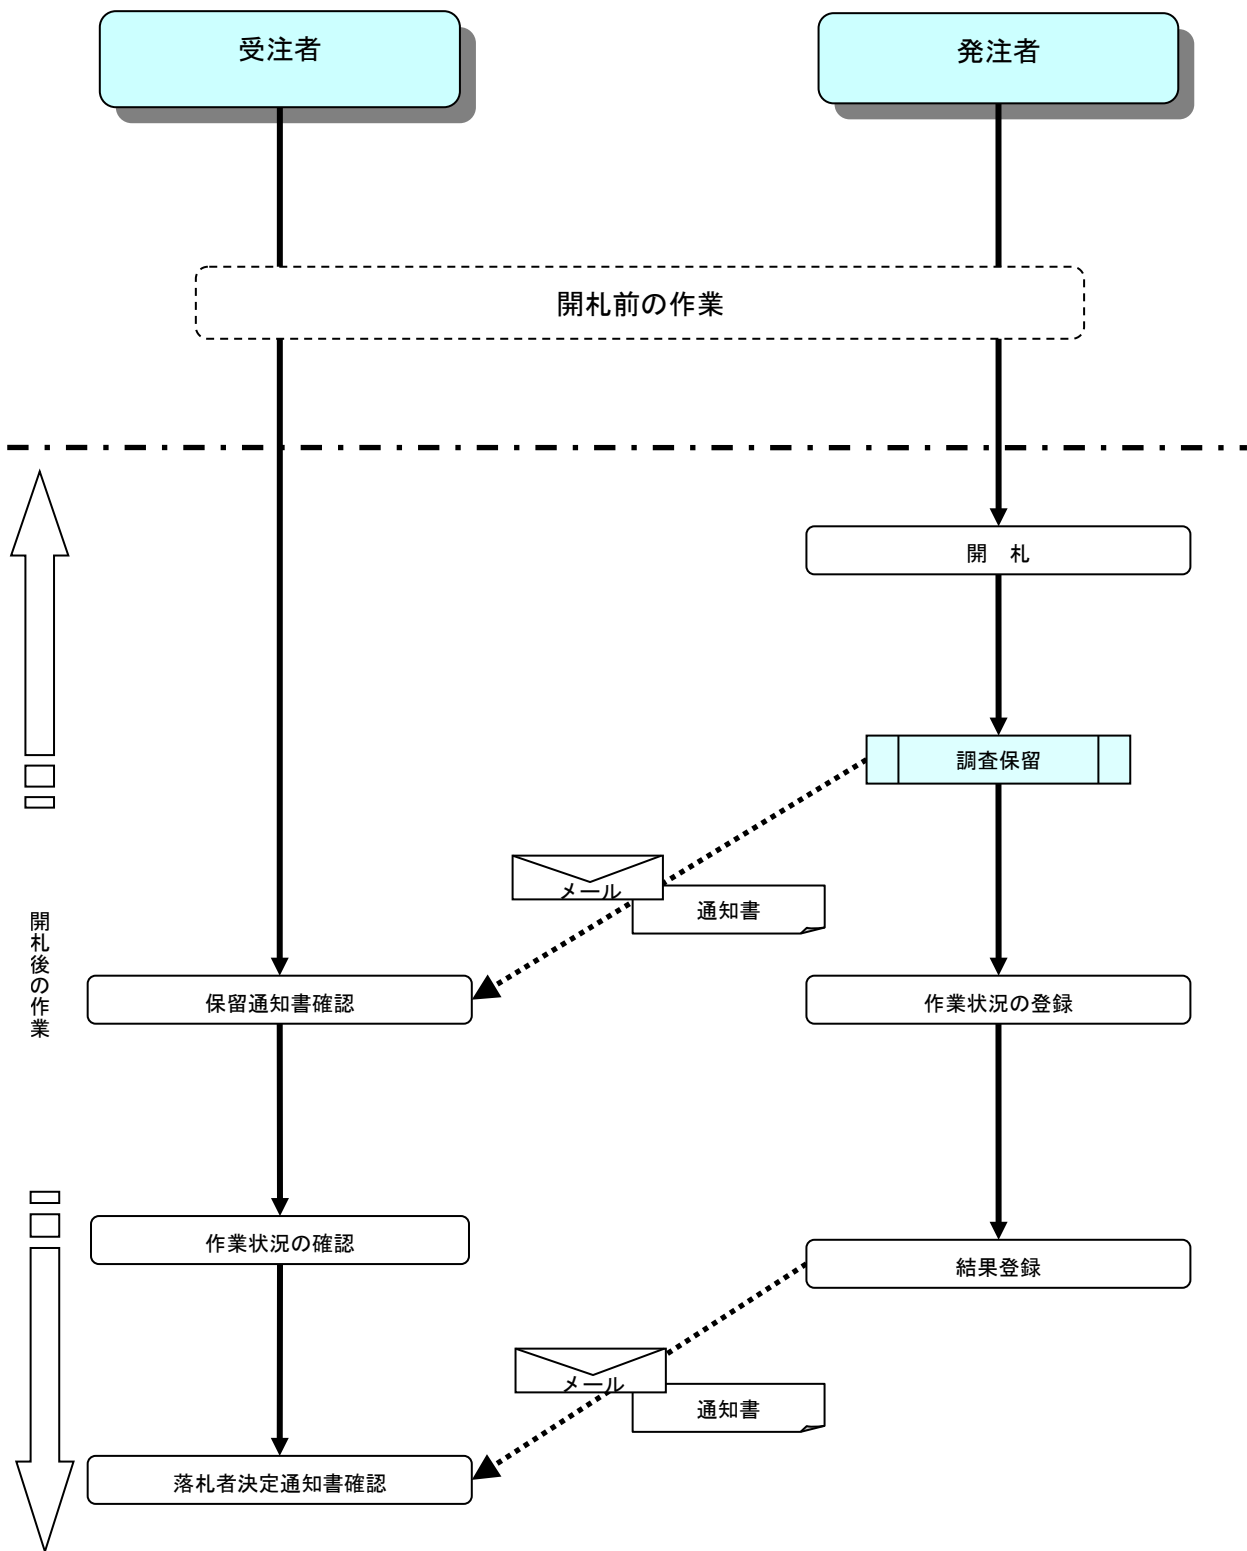 受注者
発注者
開札前の作業
開　札
調査保留
メール
通知書
開札後の作業
保留通知書確認
作業状況の登録
作業状況の確認
結果登録
メール
通知書
落札者決定通知書確認